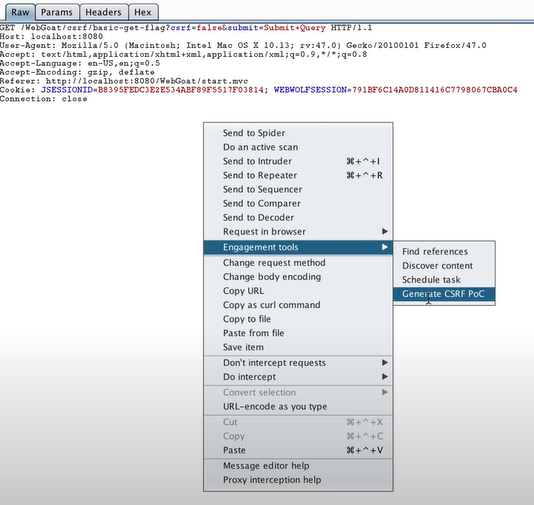 Raw Params Headers Hex
GET /WebGoat/csrf/basic-get-flag?csrf=false&submit=Submit+Query HTTP/1.1
Host: localhost:8080
User-Agent: Mozilla/5.0 (Macintosh; Intel Mac OS X 10.13; rv:47.0) Gecko/20100101 Firefox/47.0
Accept: text/html,application/xhtml+xml,application/xml;q=0.9,*/*;q=0.8
Accept-Language: en-US,en;q=0.5
Accept-Encoding: gzip, deflate
Referer: http://localhost:8080/WebGoat/start.mvc
Cookie: JSESSIONID=B8395FEDC3E2E534ABF89F5517F03814; WEBWOLFSESSION=791BF6C14A0D811416C7798067CBA0C4
Connection: close
Send to Spider
Do an active scan
Send to Intruder ⌘+^+I
Send to Repeater ⌘+^+R
Send to Sequencer
Send to Comparer
Send to Decoder
Request in browser
Engagement tools
Find references
Discover content
Schedule task
Generate CSRF PoC
Change request method
Change body encoding
Copy URL
Copy as curl command
Copy to file
Paste from file
Save item
Don't intercept requests
Do intercept
Convert selection
URL-encode as you type
Cut ⌘+^+X
Copy ⌘+^+C
Paste ⌘+^+V
Message editor help
Proxy interception help